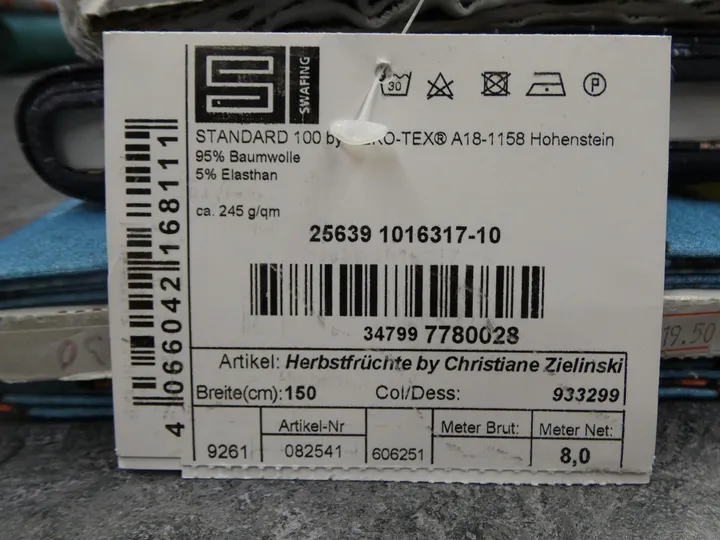 SWAFING
30
P
STANDARD 100 by -TEX® A18-1158 Hohenstein
95% Baumwolle
5% Elasthan
ca. 245 g/qm
25639 1016317-10
34799 7780028
4 066042 168111
Artikel: Herbstfrüchte by Christiane Zielinski
Breite(cm): 150 Col/Dess: 933299
Artikel-Nr Meter Brut: Meter Net:
9261 082541 606251 8,0
19.50